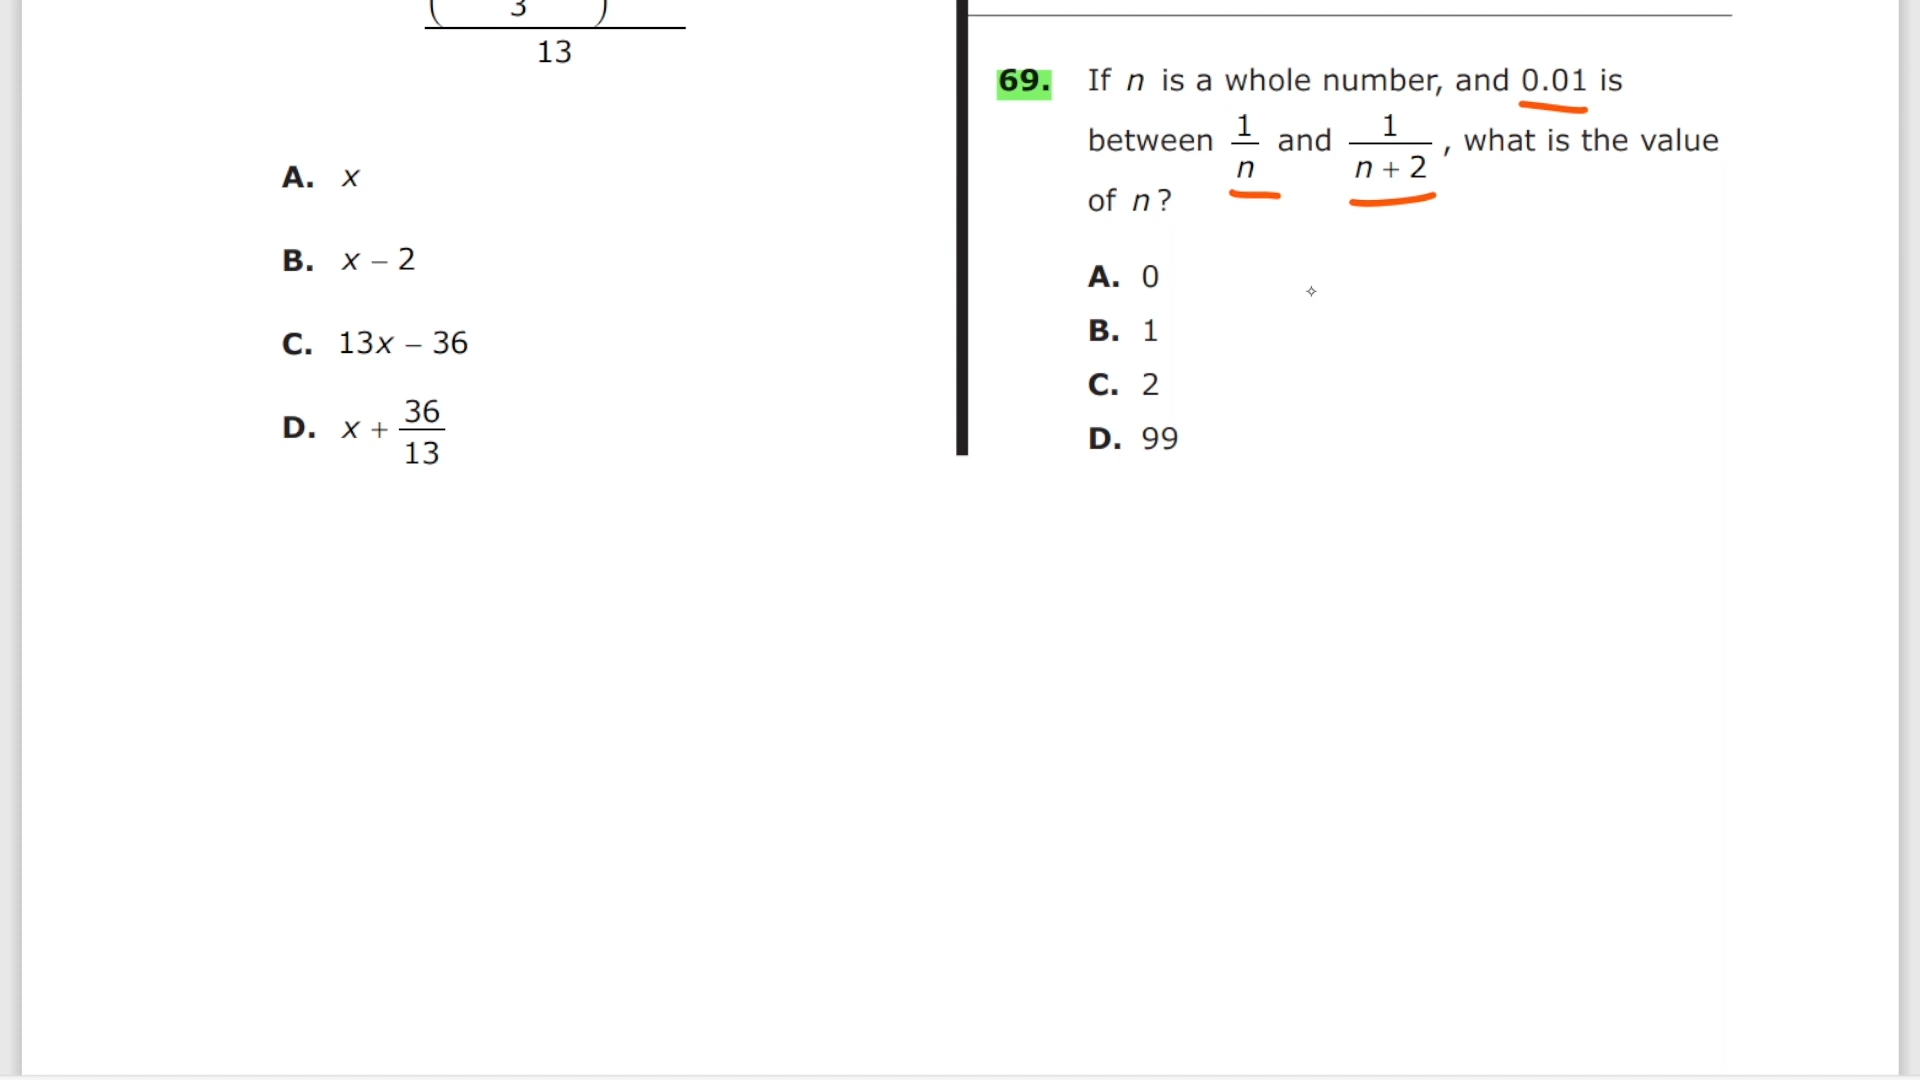 ( 3 )
13
A. x
B. x – 2
C. 13x – 36
D. x + 36/13
69. If n is a whole number, and 0.01 is
between 1/n and 1/(n + 2), what is the value
of n?
A. 0
B. 1
C. 2
D. 99